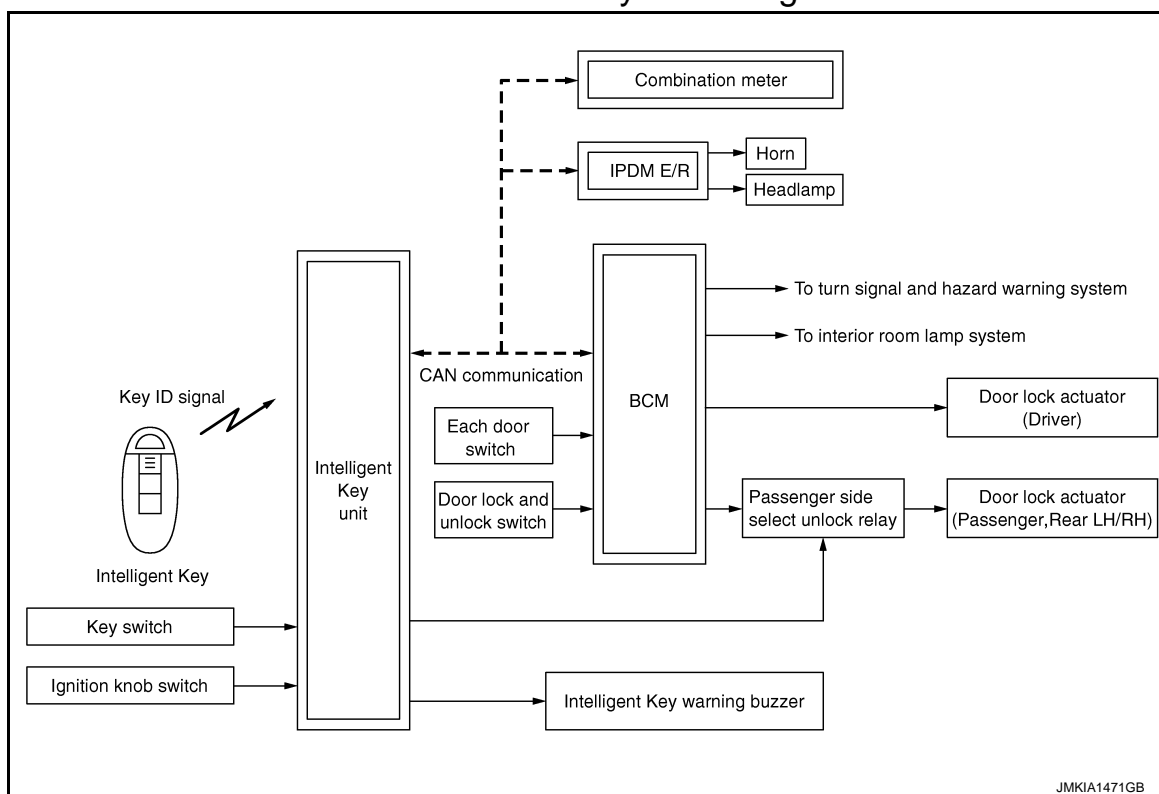 Combination meter
IPDM E/R
Horn
Headlamp
To turn signal and hazard warning system
To interior room lamp system
CAN communication
BCM
Key ID signal
Each door
switch
Door lock actuator
(Driver)
Intelligent
Key
unit
Door lock and
unlock switch
Passenger side
select unlock relay
Door lock actuator
(Passenger,Rear LH/RH)
Intelligent Key
Key switch
Ignition knob switch
Intelligent Key warning buzzer
JMKIA1471GB